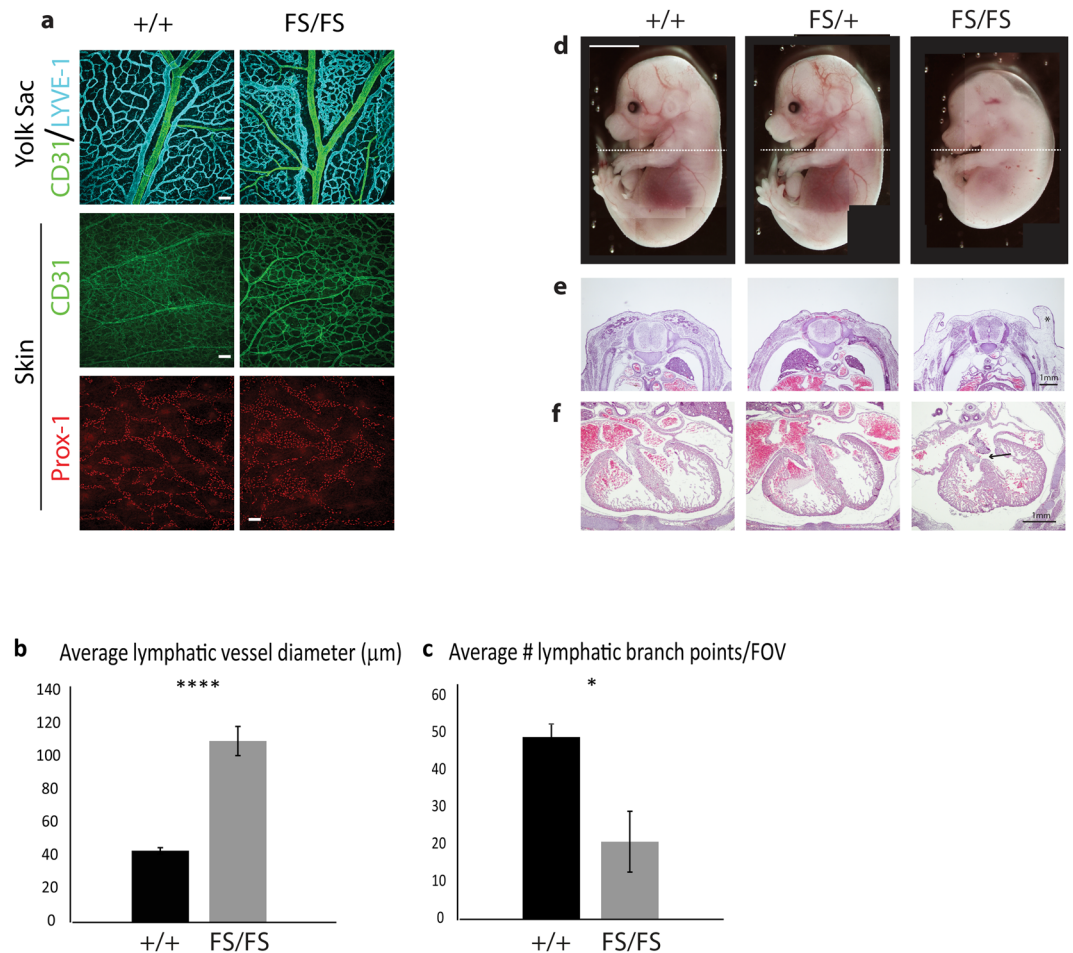 a
+/+
FS/FS
Yolk Sac
CD31/LYVE-1
Skin
CD31
Prox-1
d
+/+
FS/+
FS/FS
e
*
1mm
f
1mm
b
Average lymphatic vessel diameter (μm)
****
140
120
100
80
60
40
20
0
+/+
FS/FS
c
Average # lymphatic branch points/FOV
*
60
50
40
30
20
10
0
+/+
FS/FS